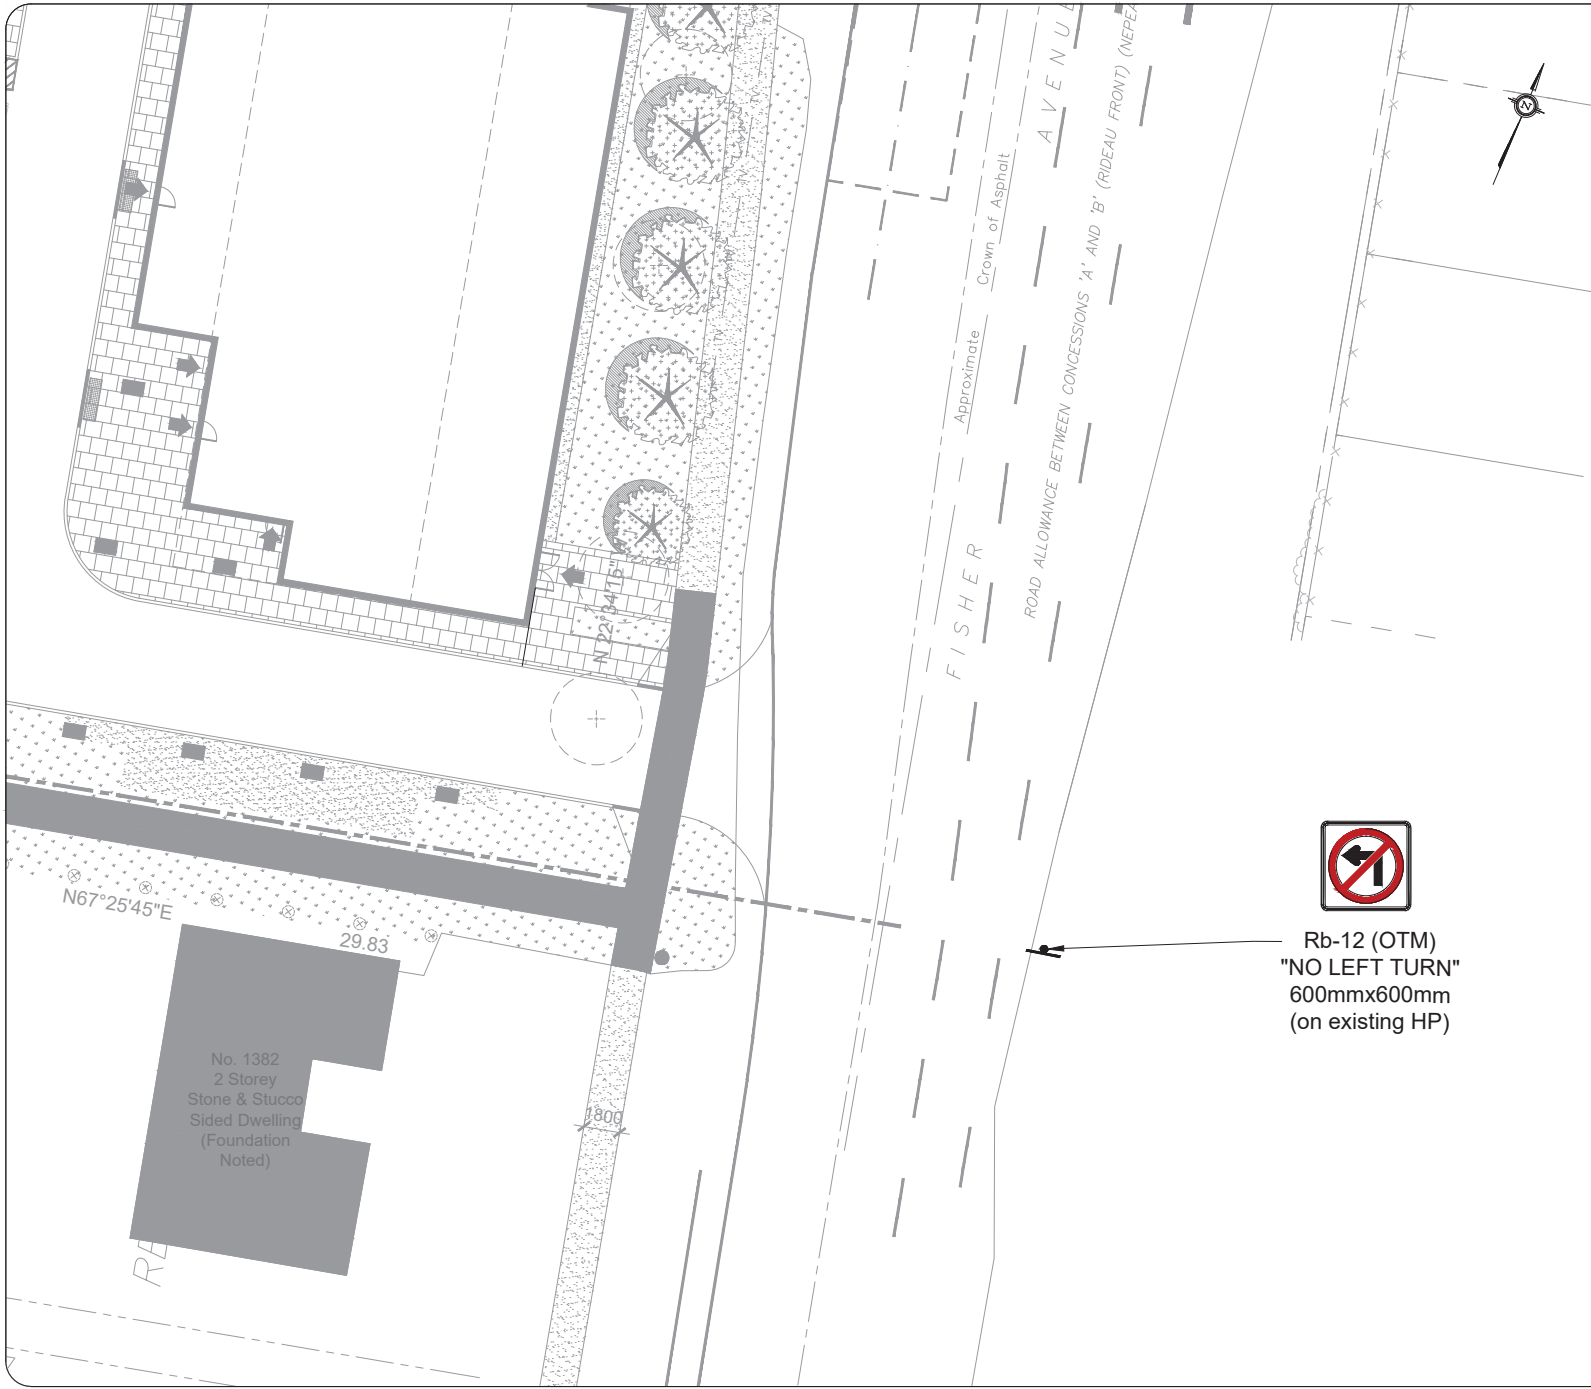 FISHER AVENUE
Approximate Crown of Asphalt
ROAD ALLOWANCE BETWEEN CONCESSIONS 'A' AND 'B' (RIDEAU FRONT) (NEPEA
N
N 22°34'15"
N67°25'45"E
29.83
Rb-12 (OTM)
"NO LEFT TURN"
600mmx600mm
(on existing HP)
No. 1382
2 Storey
Stone & Stucco
Sided Dwelling
(Foundation
Noted)
1800
RA